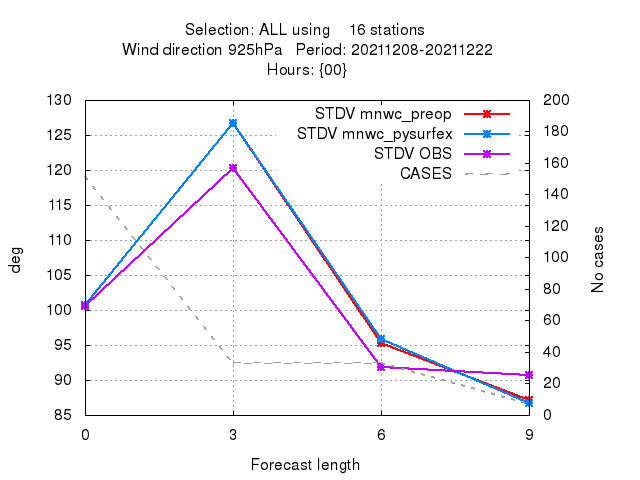 Selection: ALL using    16 stations
Wind direction 925hPa   Period: 20211208-20211222
Hours: {00}
130
125
120
115
110
105
100
95
90
85
deg
200
180
160
140
120
100
80
60
40
20
0
No cases
STDV mnwc_preop
STDV mnwc_pysurfex
STDV OBS
CASES
0 3 6 9
Forecast length